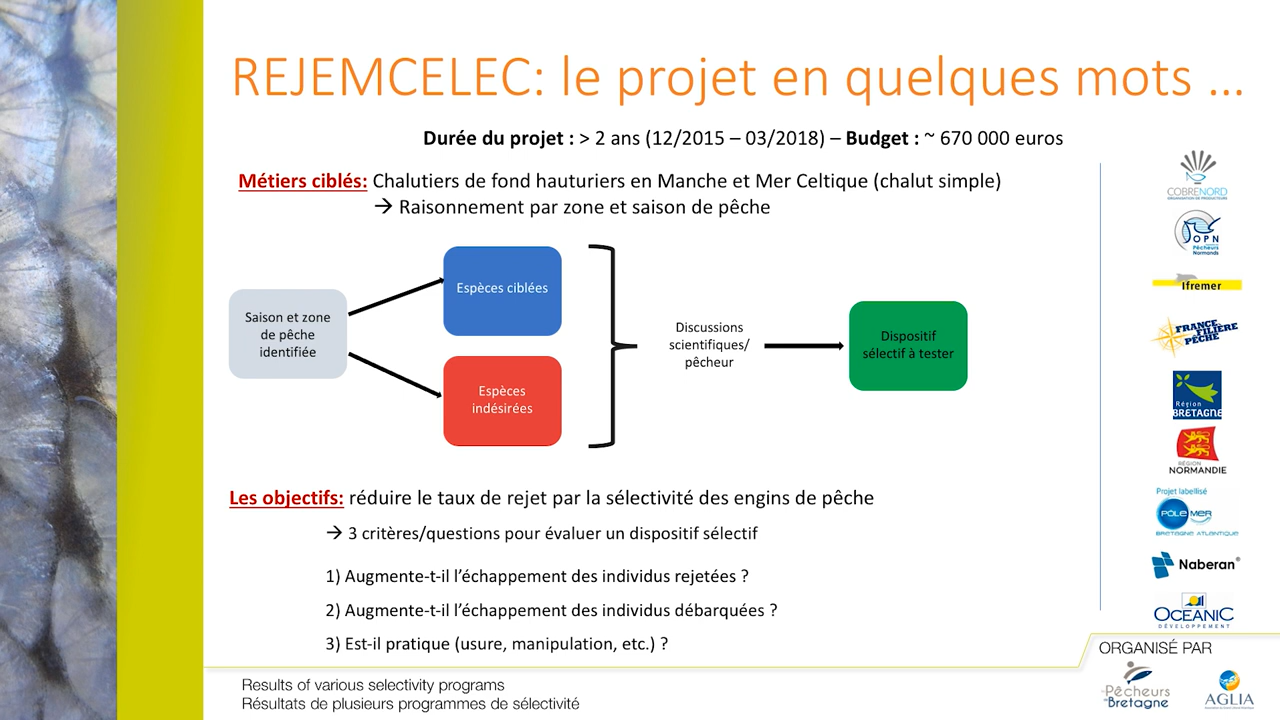 REJEMCELEC: le projet en quelques mots ...
Durée du projet : > 2 ans (12/2015 – 03/2018) – Budget : ~ 670 000 euros
Métiers ciblés: Chalutiers de fond hauturiers en Manche et Mer Celtique (chalut simple)
→ Raisonnement par zone et saison de pêche
Saison et zone
de pêche
identifiée
Espèces ciblées
Espèces
indésirées
Discussions
scientifiques/
pêcheur
Dispositif
sélectif à tester
Les objectifs: réduire le taux de rejet par la sélectivité des engins de pêche
→ 3 critères/questions pour évaluer un dispositif sélectif
1) Augmente-t-il l’échappement des individus rejetées ?
2) Augmente-t-il l’échappement des individus débarquées ?
3) Est-il pratique (usure, manipulation, etc.) ?
COBRENORD
ORGANISATION DE PRODUCTEURS
OPN
Pêcheurs
Normands
Ifremer
FRANCE
FILIÈRE
PÊCHE
Région
BRETAGNE
RÉGION
NORMANDIE
Projet labellisé
PÔLE MER
BRETAGNE ATLANTIQUE
Naberan®
OCEANIC
DÉVELOPPEMENT
ORGANISÉ PAR
Pêcheurs
de Bretagne
AGLIA
Results of various selectivity programs
Résultats de plusieurs programmes de sélectivité